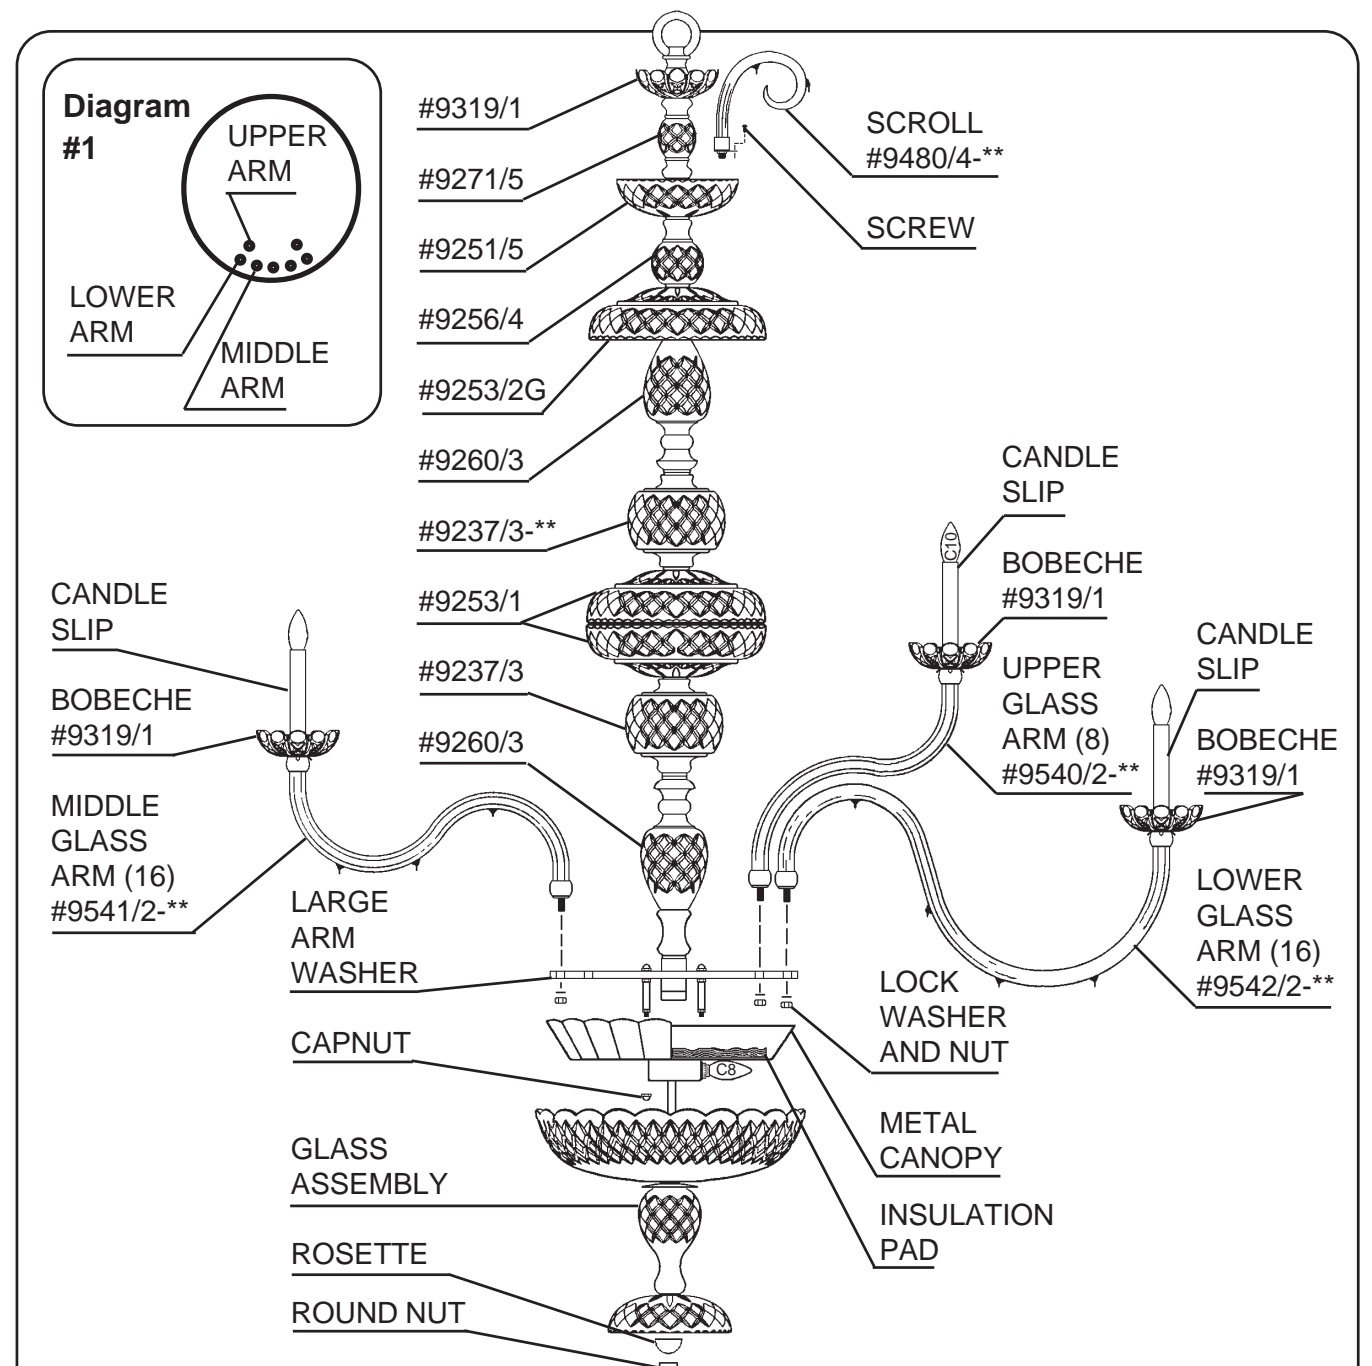 Diagram
#1
UPPER
ARM
LOWER
ARM
MIDDLE
ARM
#9319/1
#9271/5
#9251/5
#9256/4
#9253/2G
#9260/3
#9237/3-**
#9253/1
#9237/3
#9260/3
SCROLL
#9480/4-**
SCREW
CANDLE
SLIP
BOBECHE
#9319/1
MIDDLE
GLASS
ARM (16)
#9541/2-**
CANDLE
SLIP
C10
BOBECHE
#9319/1
UPPER
GLASS
ARM (8)
#9540/2-**
CANDLE
SLIP
BOBECHE
#9319/1
LOWER
GLASS
ARM (16)
#9542/2-**
LARGE
ARM
WASHER
LOCK
WASHER
AND NUT
CAPNUT
C8
METAL
CANOPY
GLASS
ASSEMBLY
INSULATION
PAD
ROSETTE
ROUND NUT